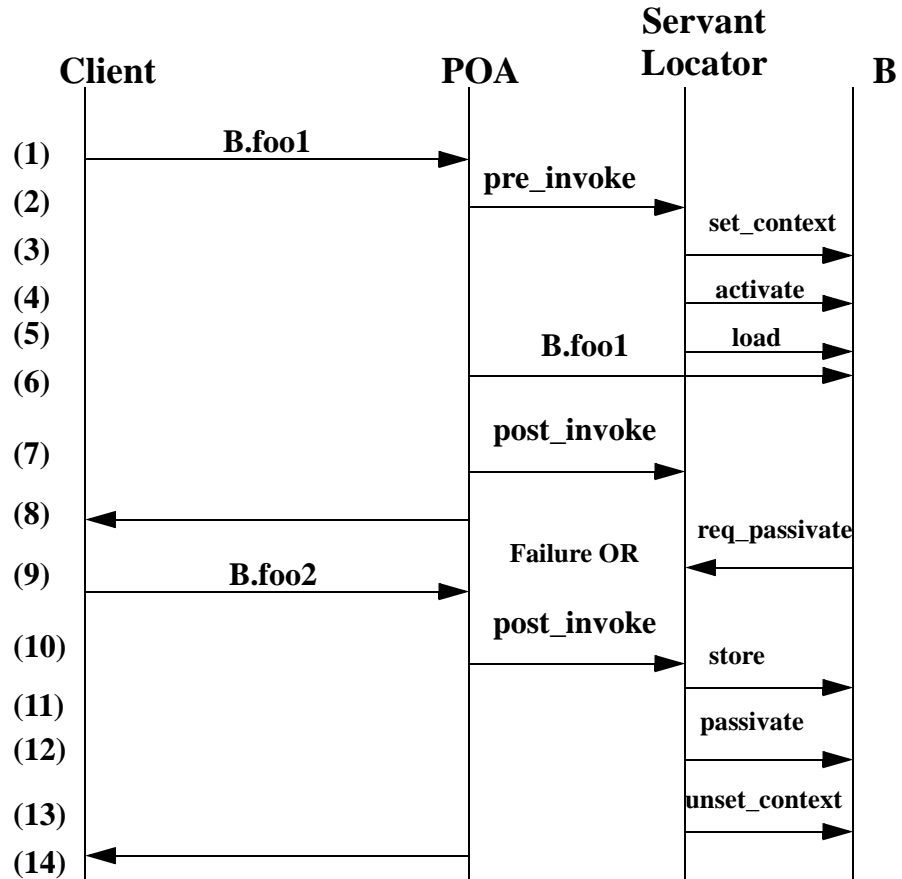 Servant
Locator
Client
POA
B
(1)
B.foo1
pre_invoke
(2)
set_context
(3)
activate
(4)
(5)
B.foo1
load
(6)
post_invoke
(7)
(8)
Failure OR
req_passivate
(9)
B.foo2
post_invoke
(10)
store
(11)
passivate
(12)
unset_context
(13)
(14)